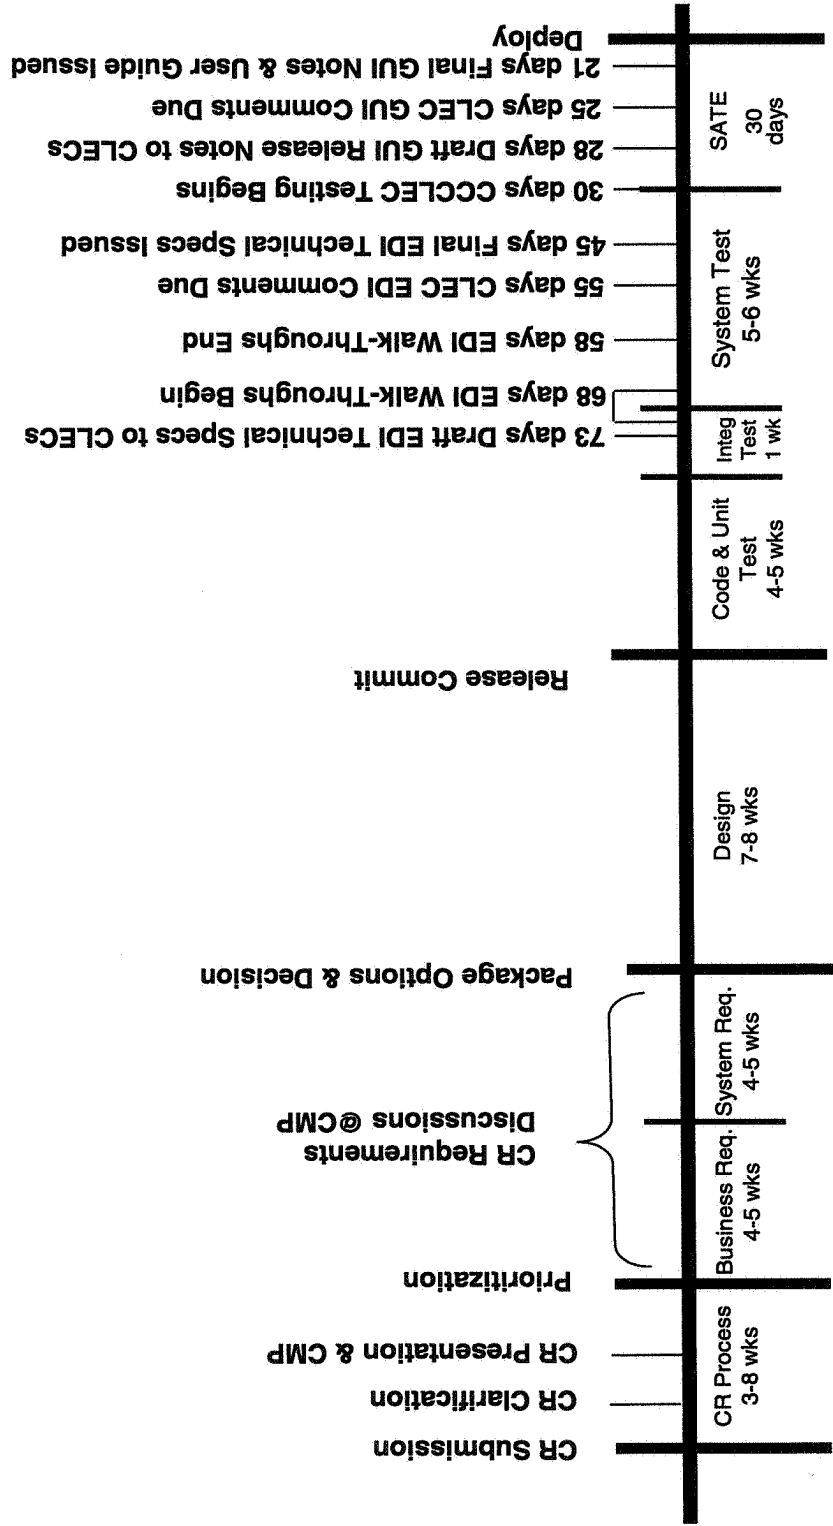 CR Submission
CR Clarification
CR Presentation & CMP
Prioritization
CR Requirements
Discussions @CMP
Package Options & Decision
Release Commit
73 days Draft EDI Technical Specs to CLECs
68 days EDI Walk-Throughs Begin
58 days EDI Walk-Throughs End
55 days CLEC EDI Comments Due
45 days Final EDI Technical Specs Issued
30 days CCCLEC Testing Begins
28 days Draft GUI Release Notes to CLECs
25 days CLEC GUI Comments Due
21 days Final GUI Notes & User Guide Issued
Deploy
CR Process
3-8 wks
Business Req.
4-5 wks
System Req.
4-5 wks
Design
7-8 wks
Code & Unit
Test
4-5 wks
Integ
Test
1 wk
System Test
5-6 wks
SATE
30
days